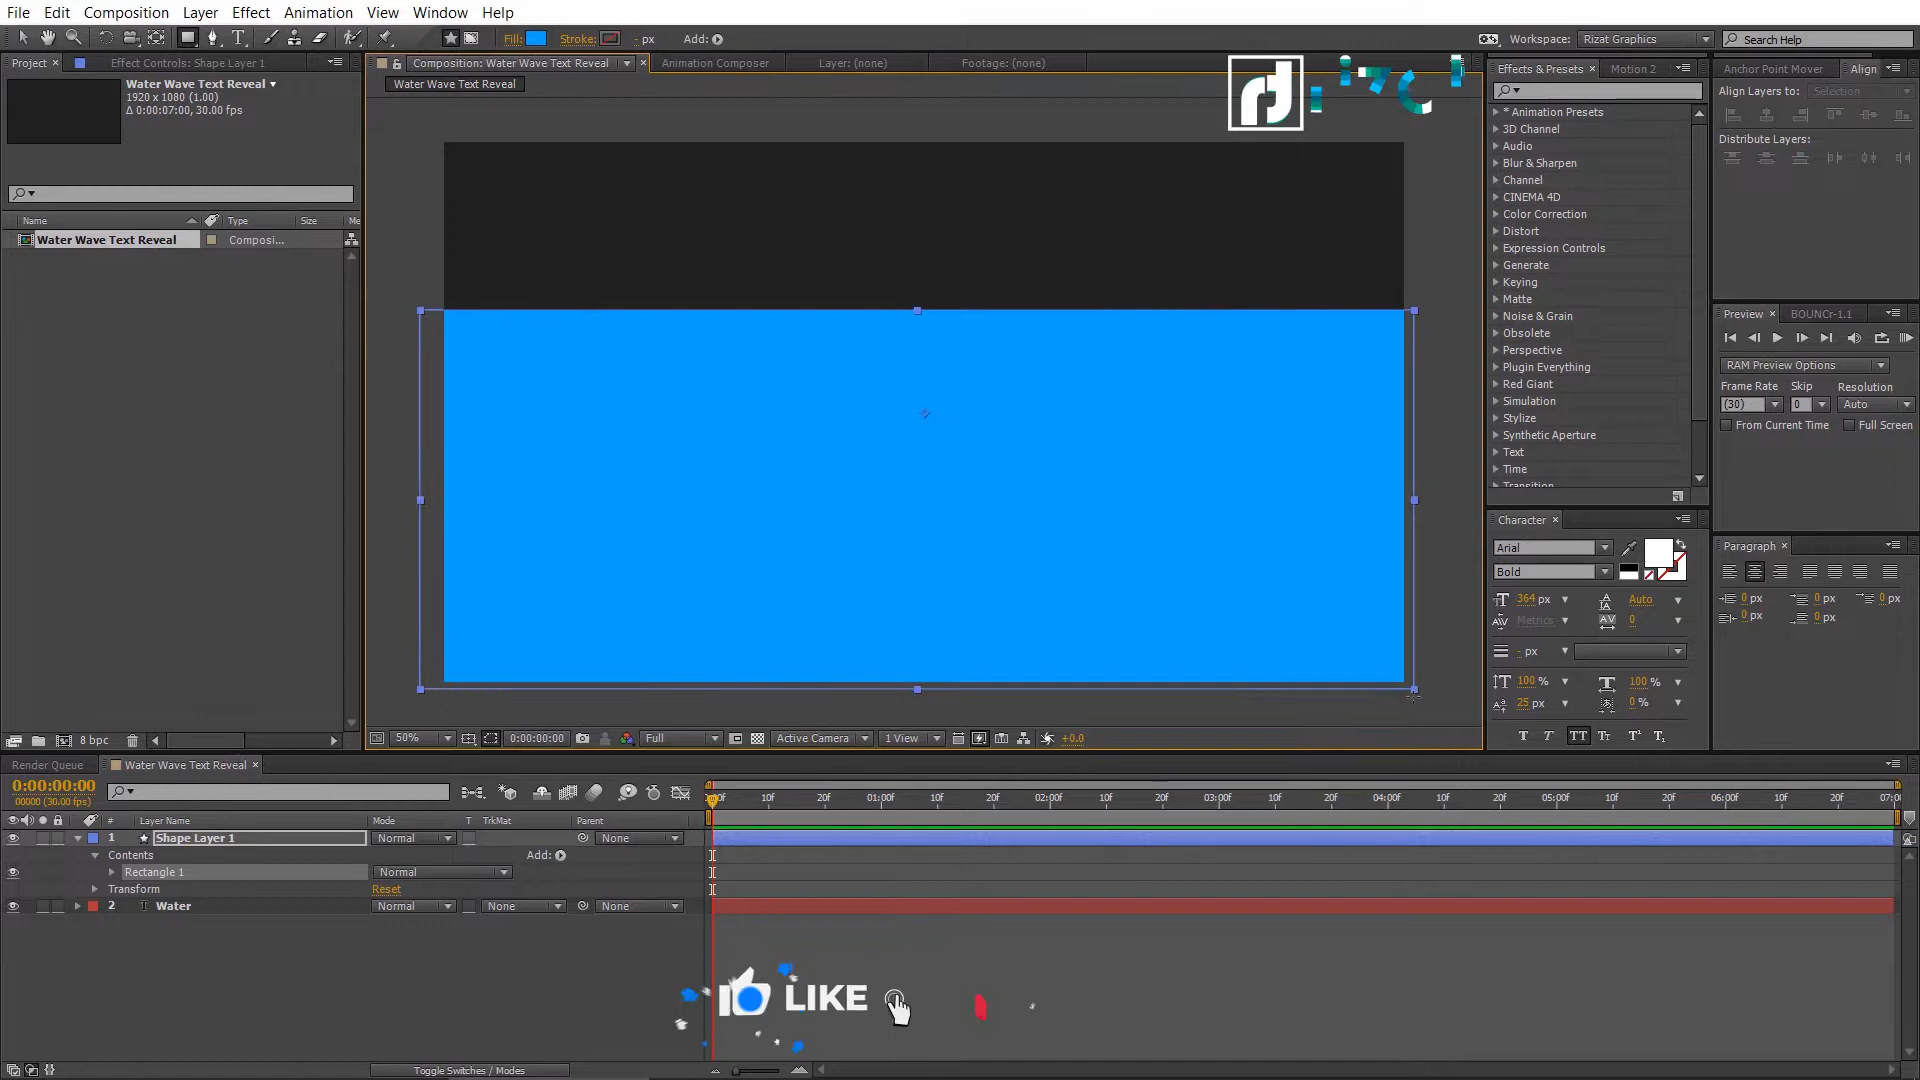 File Edit Composition Layer Effect Animation View Window Help
Fill: Stroke: - px Add: Workspace: Rizat Graphics Search Help
Project × Effect Controls: Shape Layer 1 Composition: Water Wave Text Reveal × Animation Composer Layer: (none) Footage: (none)
Water Wave Text Reveal
1920 x 1080 (1.00)
Δ 0:00:07:00, 30.00 fps
Name Type Size Me
Water Wave Text Reveal Composi...
8 bpc
Water Wave Text Reveal
50% 0:00:00:00 Full Active Camera 1 View +0.0
Effects & Presets × Motion 2
* Animation Presets
3D Channel
Audio
Blur & Sharpen
Channel
CINEMA 4D
Color Correction
Distort
Expression Controls
Generate
Keying
Matte
Noise & Grain
Obsolete
Perspective
Plugin Everything
Red Giant
Simulation
Stylize
Synthetic Aperture
Text
Time
Transition
Anchor Point Mover Align
Align Layers to: Selection
Distribute Layers:
Preview × BOUNCr-1.1
RAM Preview Options
Frame Rate Skip Resolution
(30) 0 Auto
From Current Time Full Screen
Character ×
Arial
Bold
364 px Auto
Metrics 0
- px
100 % 100 %
25 px 0 %
T T TT Tt T¹ T₁
Paragraph ×
0 px 0 px 0 px
0 px 0 px
Render Queue Water Wave Text Reveal ×
0:00:00:00
00000 (30.00 fps)
:00f 10f 20f 01:00f 10f 20f 02:00f 10f 20f 03:00f 10f 20f 04:00f 10f 20f 05:00f 10f 20f 06:00f 10f 20f 07:0
# Layer Name Mode T TrkMat Parent
1 Shape Layer 1 Normal None
Contents Add:
Rectangle 1 Normal
Transform Reset
2 Water Normal None None
LIKE
Toggle Switches / Modes